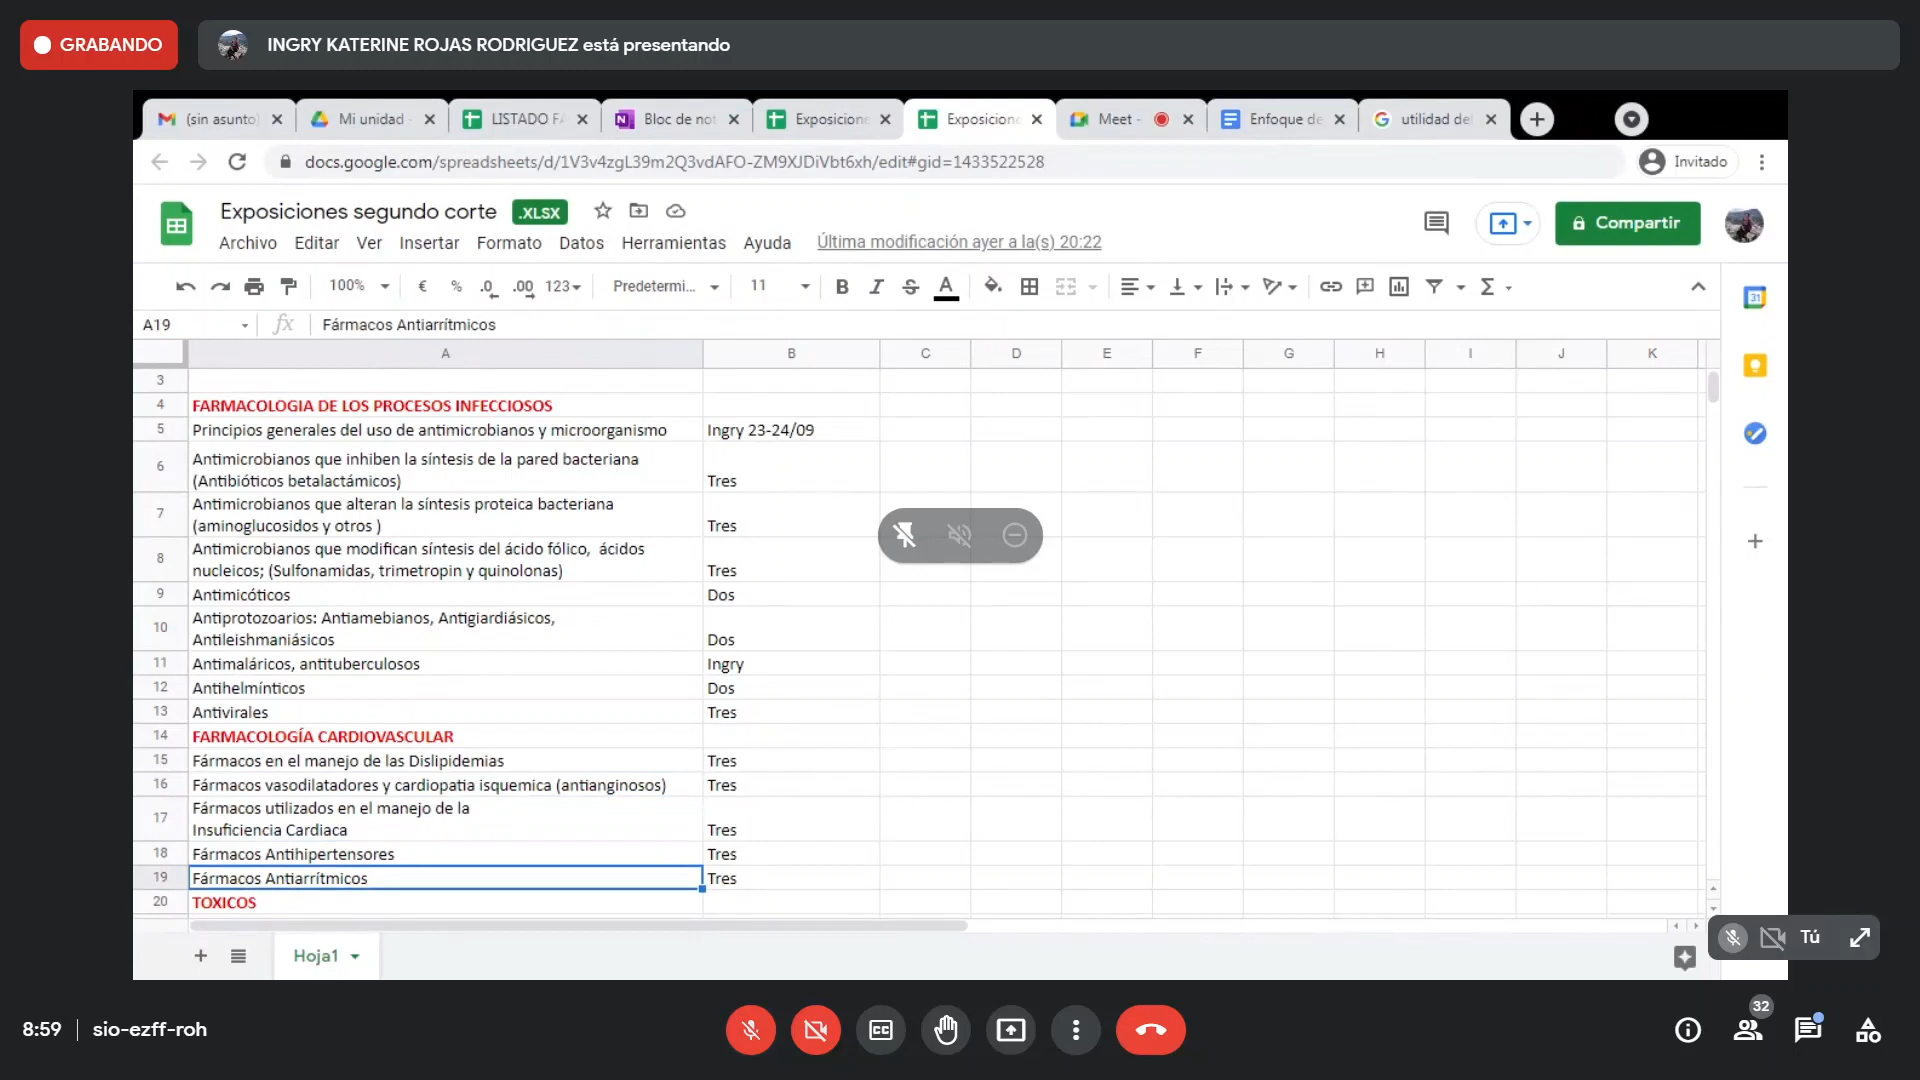 GRABANDO
INGRY KATERINE ROJAS RODRIGUEZ está presentando
(sin asunto)
Mi unidad -
LISTADO FA
Bloc de not
Exposicione
Exposicione
Meet -
Enfoque de
utilidad del
docs.google.com/spreadsheets/d/1V3v4zgL39m2Q3vdAFO-ZM9XJDiVbt6xh/edit#gid=1433522528
Invitado
Exposiciones segundo corte .XLSX
Archivo Editar Ver Insertar Formato Datos Herramientas Ayuda Última modificación ayer a la(s) 20:22
Compartir
100% € % .0 .00 123 Predetermi... 11 B I S A Σ
31
A19 fx Fármacos Antiarrítmicos
A B C D E F G H I J K
3
4 FARMACOLOGIA DE LOS PROCESOS INFECCIOSOS
5 Principios generales del uso de antimicrobianos y microorganismo Ingry 23-24/09
6 Antimicrobianos que inhiben la síntesis de la pared bacteriana
(Antibióticos betalactámicos) Tres
7 Antimicrobianos que alteran la síntesis proteica bacteriana
(aminoglucosidos y otros ) Tres
8 Antimicrobianos que modifican síntesis del ácido fólico, ácidos
nucleicos; (Sulfonamidas, trimetropin y quinolonas) Tres
9 Antimicóticos Dos
10 Antiprotozoarios: Antiamebianos, Antigiardiásicos,
Antileishmaniásicos Dos
11 Antimaláricos, antituberculosos Ingry
12 Antihelmínticos Dos
13 Antivirales Tres
14 FARMACOLOGÍA CARDIOVASCULAR
15 Fármacos en el manejo de las Dislipidemias Tres
16 Fármacos vasodilatadores y cardiopatia isquemica (antianginosos) Tres
17 Fármacos utilizados en el manejo de la
Insuficiencia Cardiaca Tres
18 Fármacos Antihipertensores Tres
19 Fármacos Antiarrítmicos Tres
20 TOXICOS
Hoja1
Tú
8:59 | sio-ezff-roh
CC
32